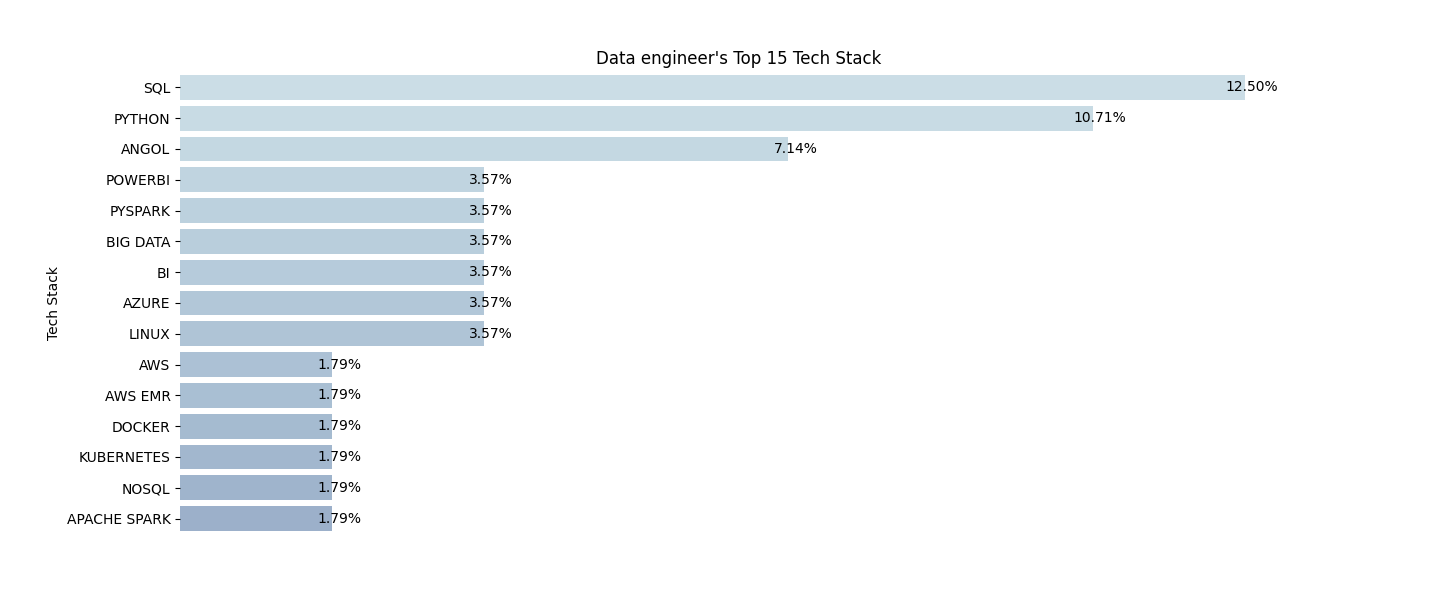 Data engineer's Top 15 Tech Stack
SQL 12.50%
PYTHON 10.71%
ANGOL 7.14%
POWERBI 3.57%
PYSPARK 3.57%
BIG DATA 3.57%
BI 3.57%
AZURE 3.57%
LINUX 3.57%
AWS 1.79%
AWS EMR 1.79%
DOCKER 1.79%
KUBERNETES 1.79%
NOSQL 1.79%
APACHE SPARK 1.79%
Tech Stack